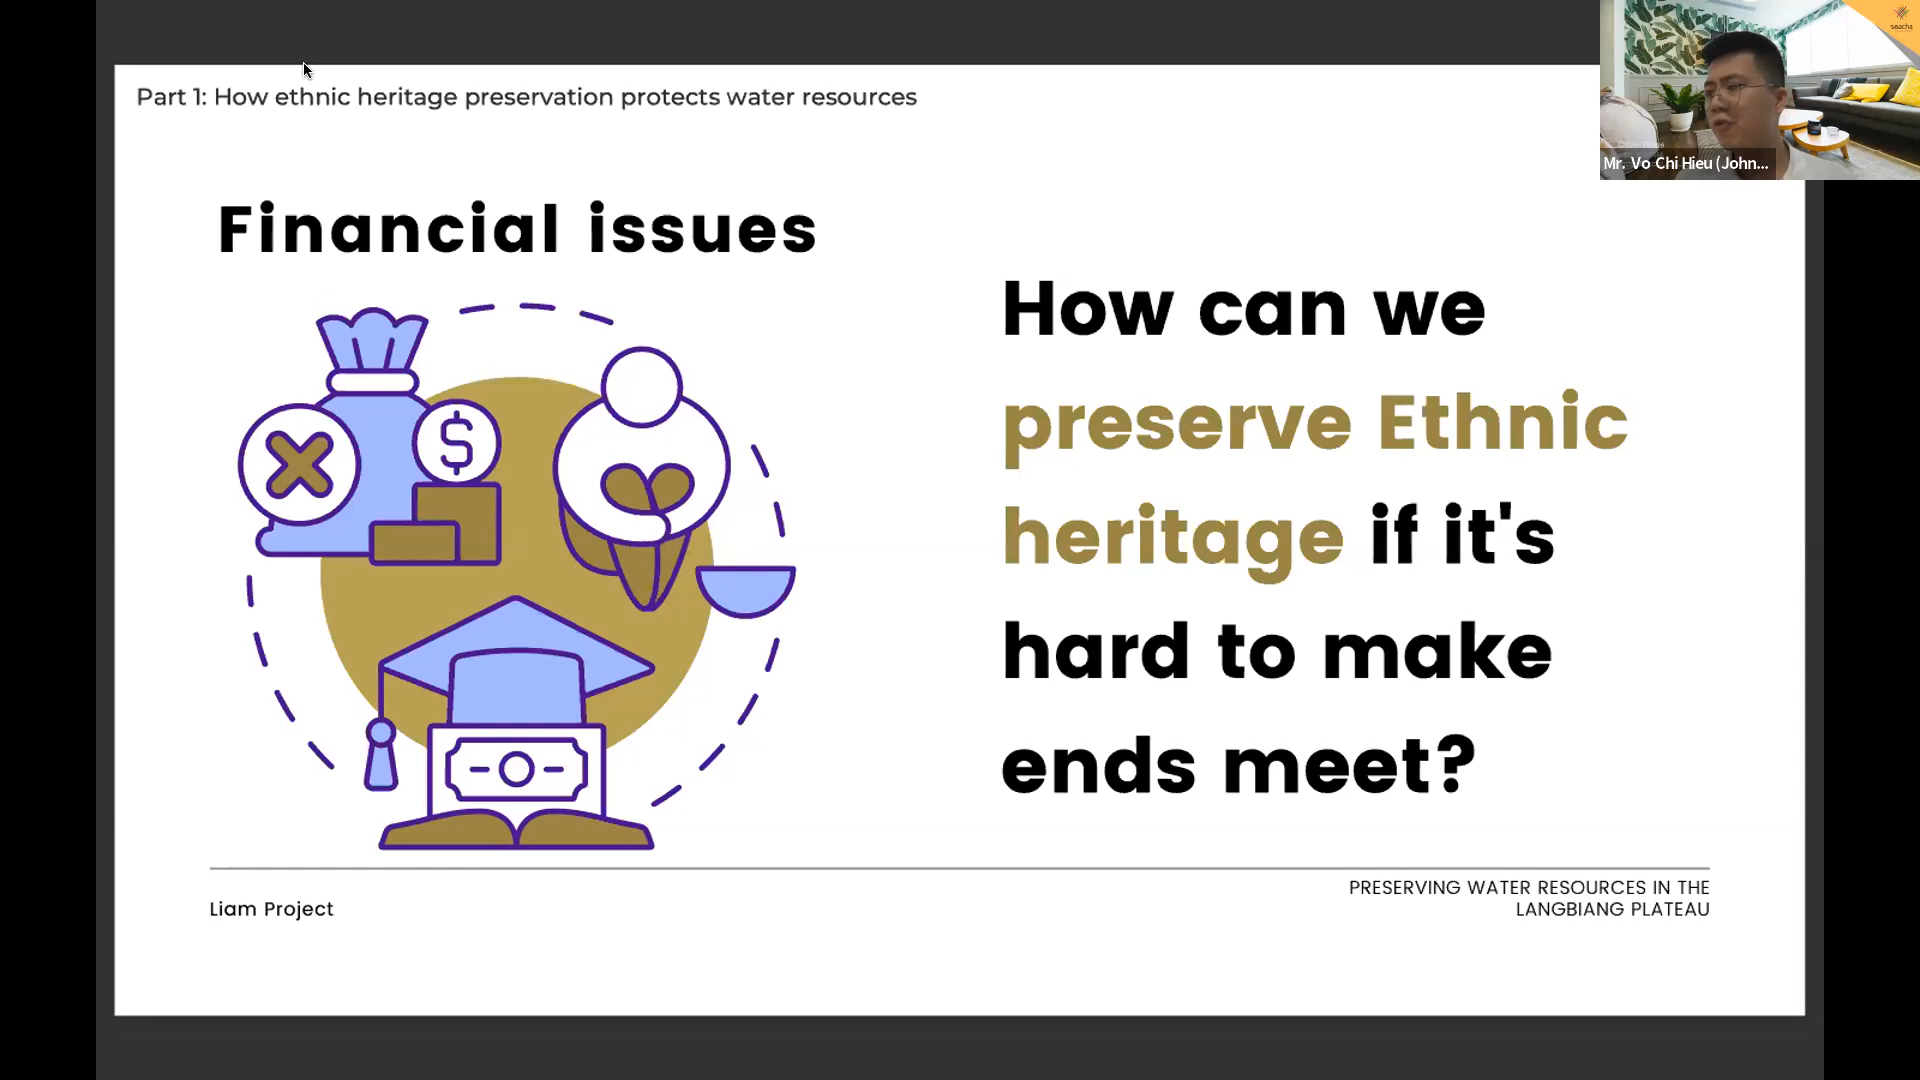 Part 1: How ethnic heritage preservation protects water resources
seacha
Mr. Vo Chi Hieu (John...
Financial issues
$
How can we
preserve Ethnic
heritage if it's
hard to make
ends meet?
Liam Project
PRESERVING WATER RESOURCES IN THE
LANGBIANG PLATEAU